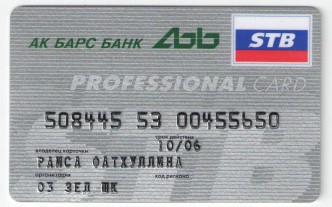 АК БАРС БАНК STB
PROFESSIONAL CARD
508445 53 00455650
срок действия
владелец карточки 10/06
РАИСА ФАТХУЛЛИНА
организация код региона
03 ЗЕЛ ШК
STB